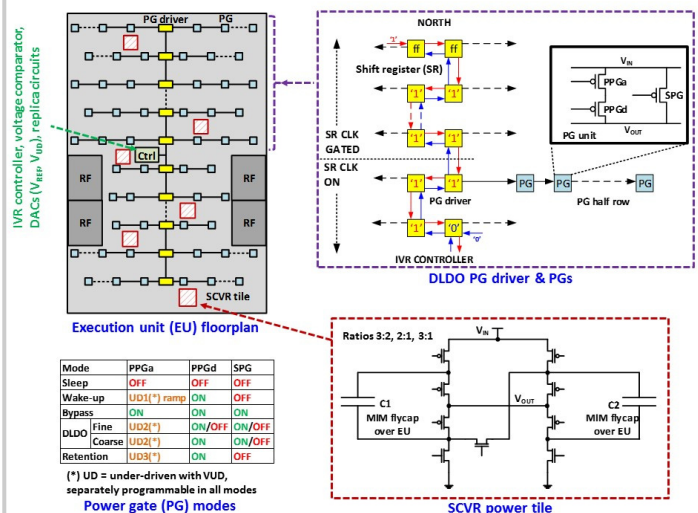 IVR controller, voltage comparator,
DACs (VREF, VUD), replica circuits
PG driver
PG
Ctrl
RF
RF
RF
RF
SCVR tile
Execution unit (EU) floorplan
NORTH
'1'
ff
ff
Shift register (SR)
'1'
'1'
SR CLK
GATED
'1'
'1'
SR CLK
ON
'1'
'1'
PG driver
PG
PG
PG
PG half row
'1'
'0'
'0'
IVR CONTROLLER
VIN
PPGa
PPGd
SPG
PG unit
VOUT
DLDO PG driver & PGs
Mode PPGa PPGd SPG
Sleep OFF OFF OFF
Wake-up UD1(*) ramp ON OFF
Bypass ON ON ON
DLDO Fine UD2(*) ON/OFF ON/OFF
Coarse UD2(*) ON ON/OFF
Retention UD3(*) ON OFF
(*) UD = under-driven with VUD,
separately programmable in all modes
Power gate (PG) modes
Ratios 3:2, 2:1, 3:1
VIN
VOUT
C1
MIM flycap
over EU
C2
MIM flycap
over EU
SCVR power tile